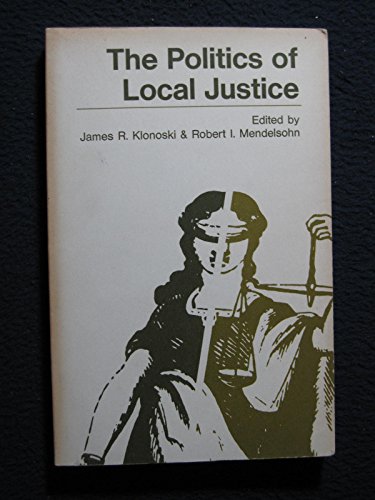 The Politics of
Local Justice
Edited by
James R. Klonoski & Robert I. Mendelsohn